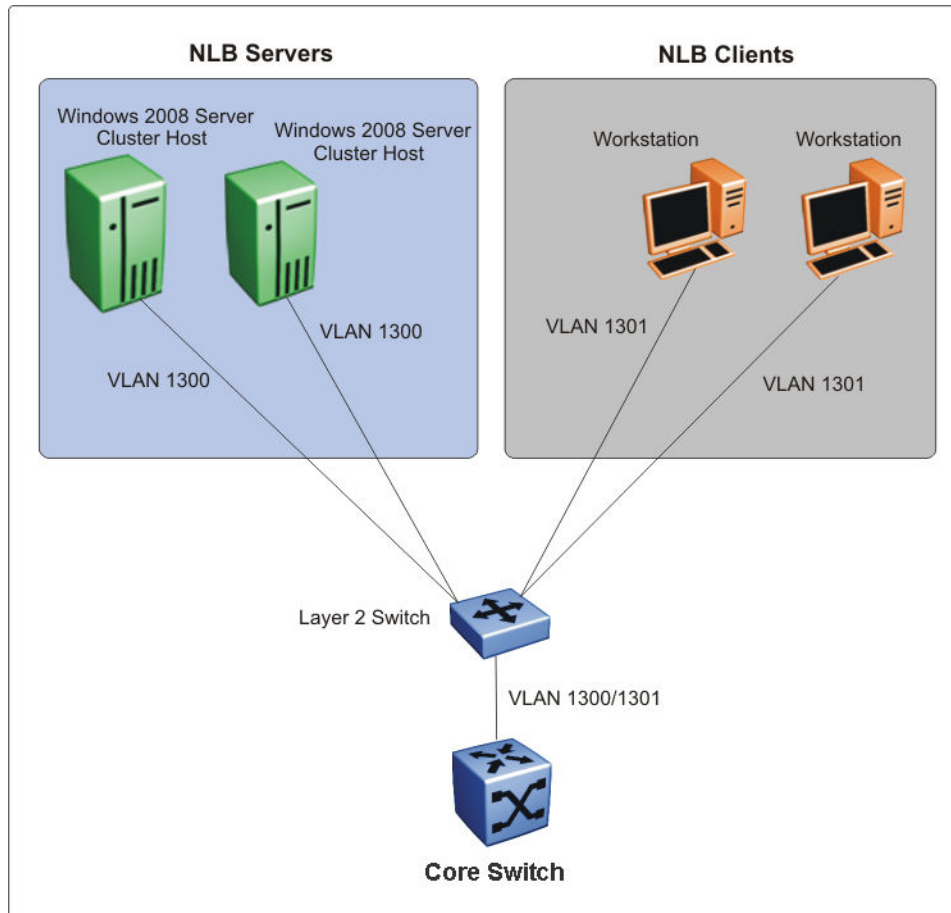 NLB Servers
NLB Clients
Windows 2008 Server
Cluster Host
Windows 2008 Server
Cluster Host
Workstation
Workstation
VLAN 1300
VLAN 1300
VLAN 1301
VLAN 1301
Layer 2 Switch
VLAN 1300/1301
Core Switch